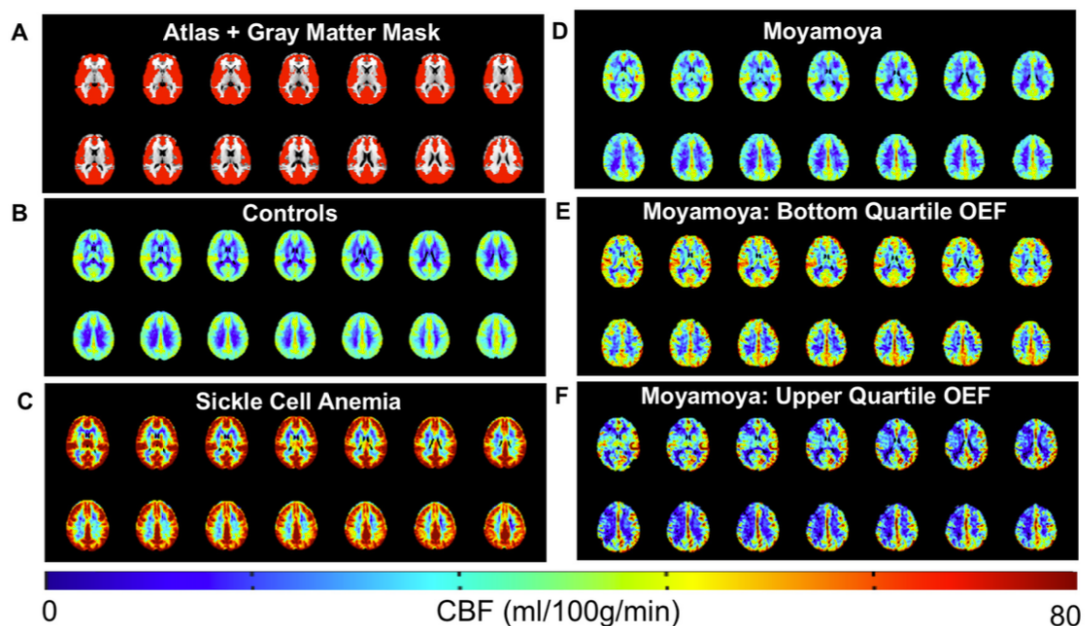 A
Atlas + Gray Matter Mask
B
Controls
C
Sickle Cell Anemia
D
Moyamoya
E
Moyamoya: Bottom Quartile OEF
F
Moyamoya: Upper Quartile OEF
0
CBF (ml/100g/min)
80